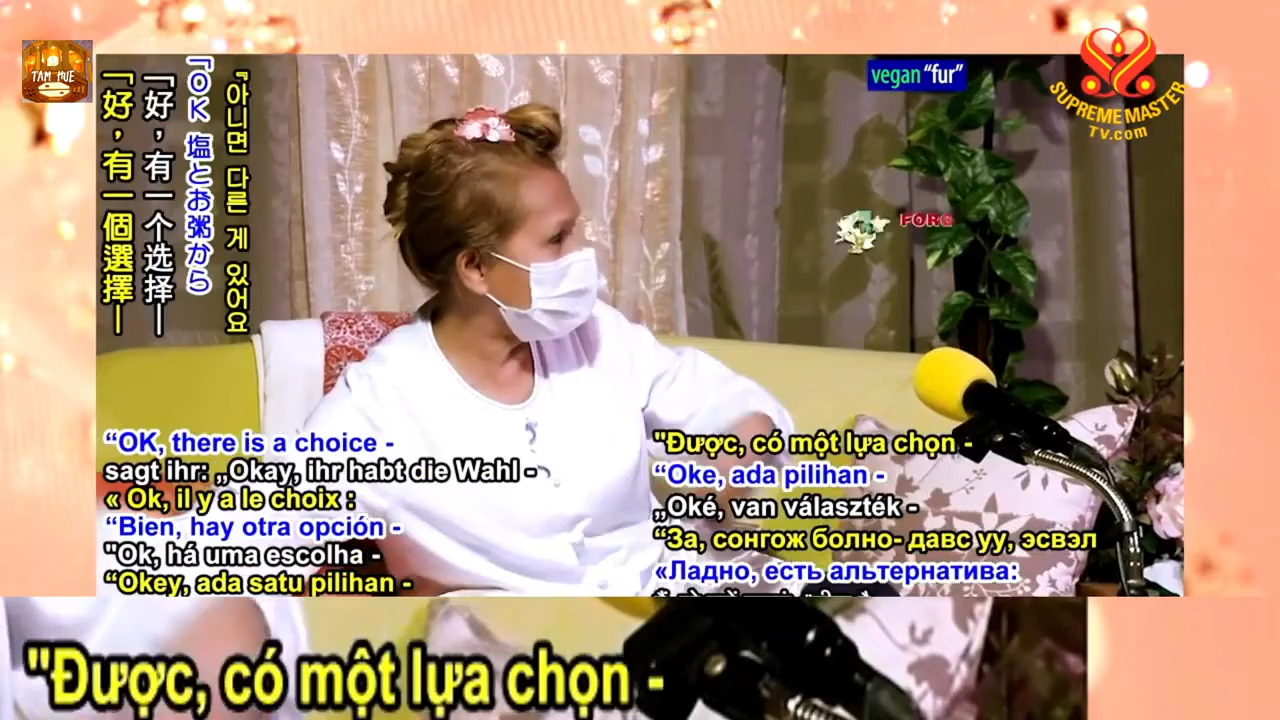 TAM HUE
vegan “fur”
SUPREME MASTER
TV.com
FORG
『아니면 다른 게 있어요
「OK 塩とお粥から
「好，有一个选择—
「好，有一個選擇—
“OK, there is a choice -
sagt ihr: „Okay, ihr habt die Wahl -
« Ok, il y a le choix :
“Bien, hay otra opción -
"Ok, há uma escolha -
“Okey, ada satu pilihan -
"Được, có một lựa chọn -
“Oke, ada pilihan -
„Oké, van választék -
“За, сонгож болно- давс уу, эсвэл
«Ладно, есть альтернатива:
"Được, có một lựa chọn -